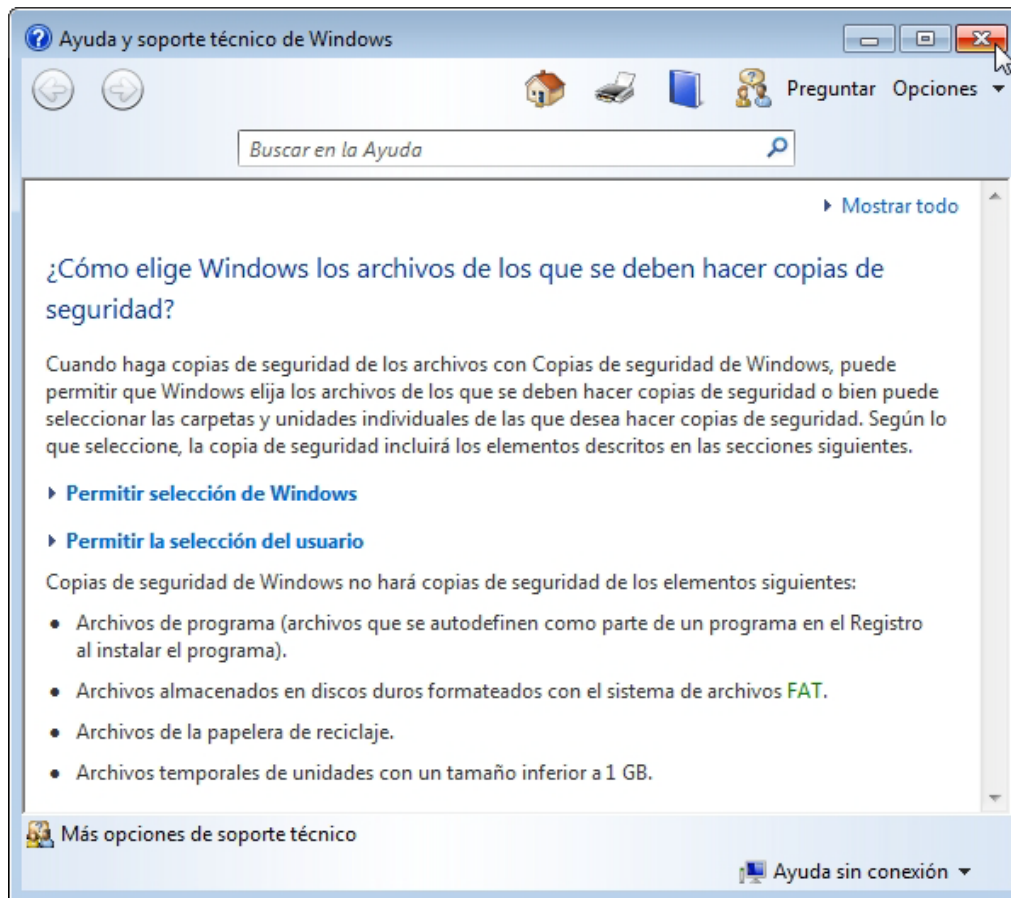 Ayuda y soporte técnico de Windows
Preguntar Opciones
Buscar en la Ayuda
Mostrar todo
¿Cómo elige Windows los archivos de los que se deben hacer copias de
seguridad?
Cuando haga copias de seguridad de los archivos con Copias de seguridad de Windows, puede
permitir que Windows elija los archivos de los que se deben hacer copias de seguridad o bien puede
seleccionar las carpetas y unidades individuales de las que desea hacer copias de seguridad. Según lo
que seleccione, la copia de seguridad incluirá los elementos descritos en las secciones siguientes.
Permitir selección de Windows
Permitir la selección del usuario
Copias de seguridad de Windows no hará copias de seguridad de los elementos siguientes:
• Archivos de programa (archivos que se autodefinen como parte de un programa en el Registro
al instalar el programa).
• Archivos almacenados en discos duros formateados con el sistema de archivos FAT.
• Archivos de la papelera de reciclaje.
• Archivos temporales de unidades con un tamaño inferior a 1 GB.
Más opciones de soporte técnico
Ayuda sin conexión